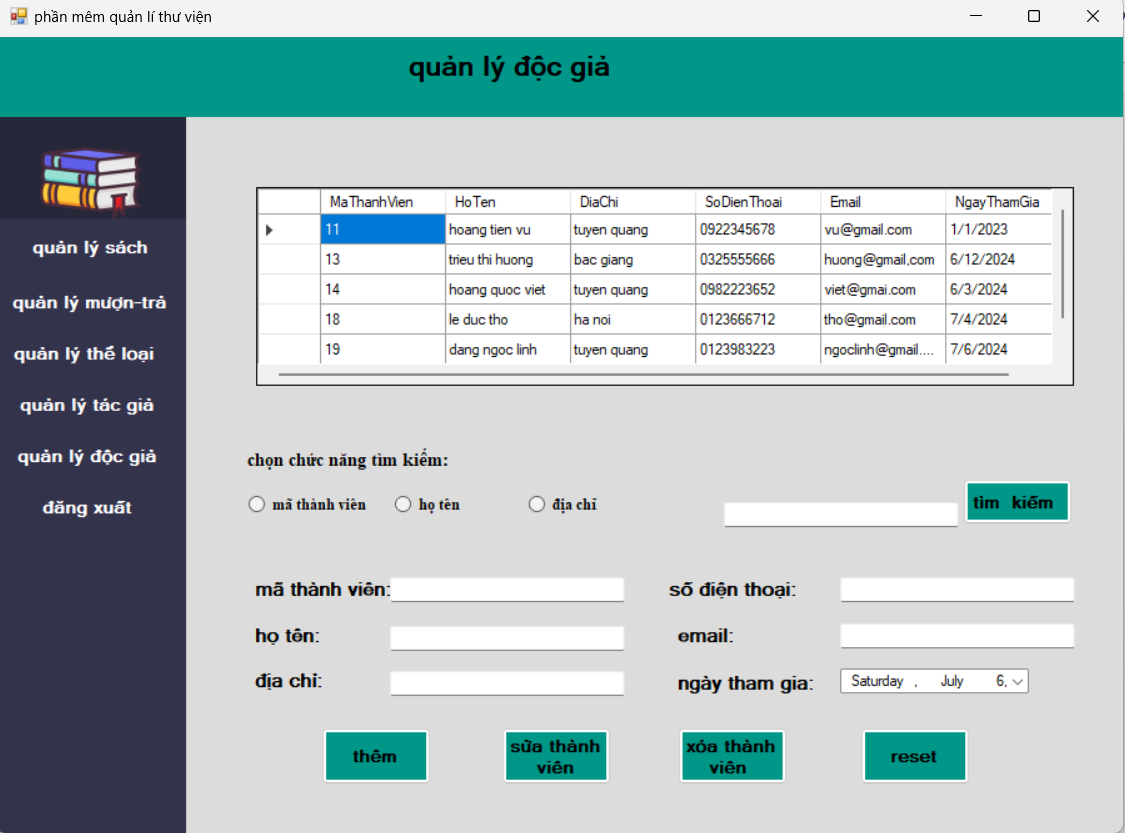 phần mêm quản lí thư viện
quản lý độc giả
quản lý sách
quản lý mượn-trả
quản lý thể loại
quản lý tác giả
quản lý độc giả
đăng xuất
MaThanhVien HoTen DiaChi SoDienThoai Email NgayThamGia
11 hoang tien vu tuyen quang 0922345678 vu@gmail.com 1/1/2023
13 trieu thi huong bac giang 0325555666 huong@gmail,com 6/12/2024
14 hoang quoc viet tuyen quang 0982223652 viet@gmai.com 6/3/2024
18 le duc tho ha noi 0123666712 tho@gmail.com 7/4/2024
19 dang ngoc linh tuyen quang 0123983223 ngoclinh@gmail.... 7/6/2024
chọn chức năng tìm kiếm:
mã thành viên họ tên địa chỉ tìm kiếm
mã thành viên: số điện thoại:
họ tên: email:
địa chỉ: ngày tham gia: Saturday , July 6,
thêm
sửa thành
viên
xóa thành
viên
reset